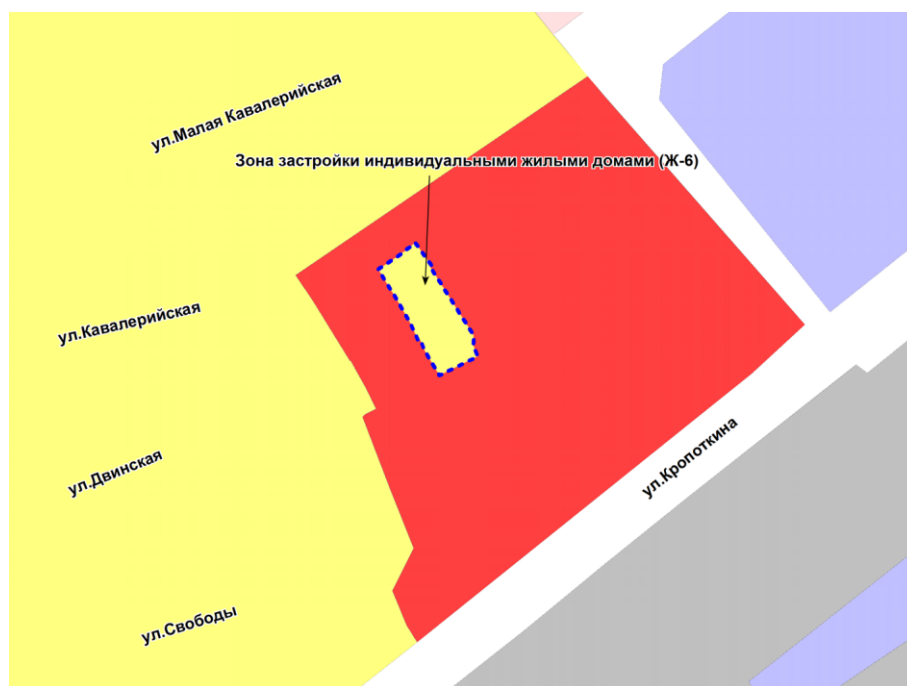 ул.Малая Кавалерийская
Зона застройки индивидуальными жилыми домами (Ж-6)
ул.Кавалерийская
ул.Двинская
ул.Кропоткина
ул.Свободы